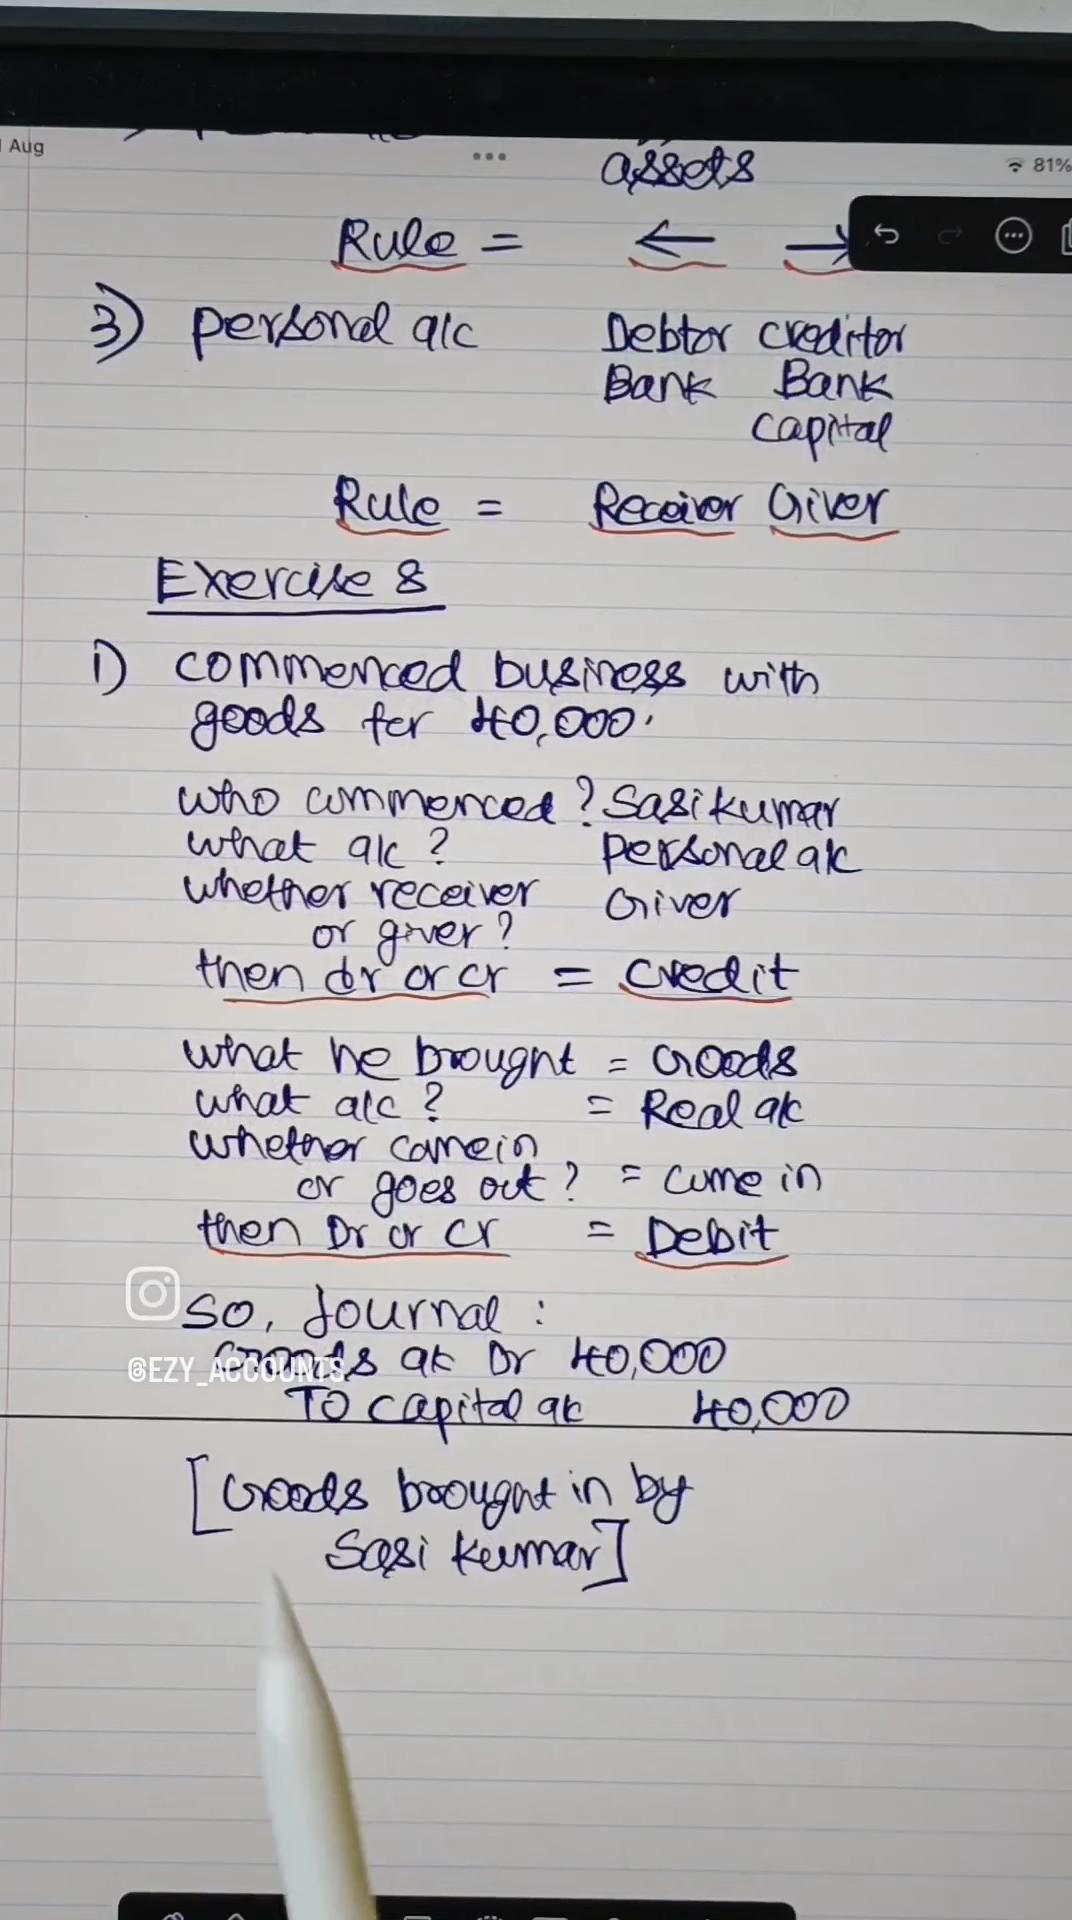 Aug
81%
assets
Rule = ← →
3) personal a/c Debtor creditor
Bank Bank
capital
Rule = Receiver Giver
Exercise 8
1) commenced business with
goods for 40,000.
who commenced ? Sasikumar
what a/c ? personal a/c
whether receiver Giver
or giver ?
then dr or cr = credit
what he brought = Goods
what a/c ? = Real a/c
whether came in
or goes out ? = come in
then Dr or Cr = Debit
so, Journal :
Goods a/c Dr 40,000
@EZY_ACCOUNTS
TO capital a/c 40,000
[Goods brought in by
Sasi kumar]